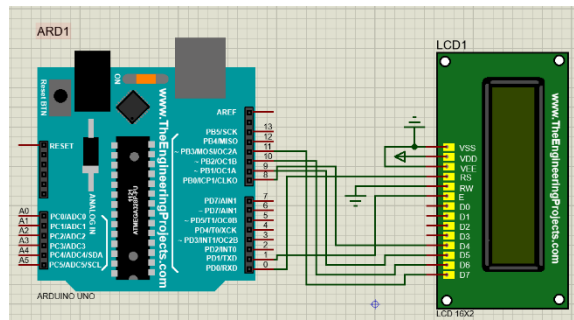 ARD1
LCD1
Reset BTN
ON
www.TheEngineeringProjects.com
AREF
13
PB5/SCK
12
PB4/MISO
11
~ PB3/MOSI/OC2A
10
~ PB2/OC1B
9
~ PB1/OC1A
8
PB0/ICP1/CLKO
RESET
7
PD7/AIN1
6
~ PD7/AIN1
5
~ PD5/T1/OC0B
4
PD4/T0/XCK
3
~ PD3/INT1/OC2B
2
PD2/INT0
1
PD1/TXD
0
PD0/RXD
ANALOG IN
ATMEGA328P-PU
1121
A0
PC0/ADC0
A1
PC1/ADC1
A2
PC2/ADC2
A3
PC3/ADC3
A4
PC4/ADC4/SDA
A5
PC5/ADC5/SCL
ARDUINO UNO
VSS
VDD
VEE
RS
RW
E
D0
D1
D2
D3
D4
D5
D6
D7
www.TheEngineeringProjects.com
LCD 16X2